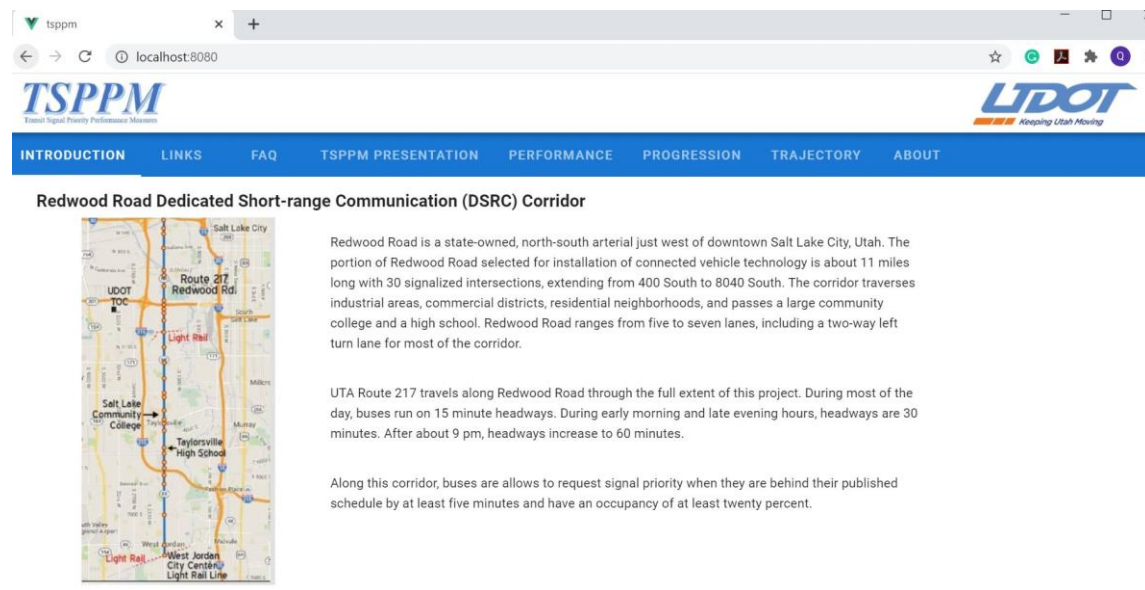 tsppm
localhost:8080
TSPPM
Transit Signal Priority Performance Measures
UDOT
Keeping Utah Moving
INTRODUCTION LINKS FAQ TSPPM PRESENTATION PERFORMANCE PROGRESSION TRAJECTORY ABOUT
Redwood Road Dedicated Short-range Communication (DSRC) Corridor
Salt Lake City
Route 217
Redwood Rd.
UDOT
TOC
South
Salt Lake
Light Rail
Salt Lake
Community
College
Taylorsville
Murray
Taylorsville
High School
West Jordan
Midvale
Light Rail
West Jordan
City Center
Light Rail Line
Redwood Road is a state-owned, north-south arterial just west of downtown Salt Lake City, Utah. The
portion of Redwood Road selected for installation of connected vehicle technology is about 11 miles
long with 30 signalized intersections, extending from 400 South to 8040 South. The corridor traverses
industrial areas, commercial districts, residential neighborhoods, and passes a large community
college and a high school. Redwood Road ranges from five to seven lanes, including a two-way left
turn lane for most of the corridor.
UTA Route 217 travels along Redwood Road through the full extent of this project. During most of the
day, buses run on 15 minute headways. During early morning and late evening hours, headways are 30
minutes. After about 9 pm, headways increase to 60 minutes.
Along this corridor, buses are allows to request signal priority when they are behind their published
schedule by at least five minutes and have an occupancy of at least twenty percent.